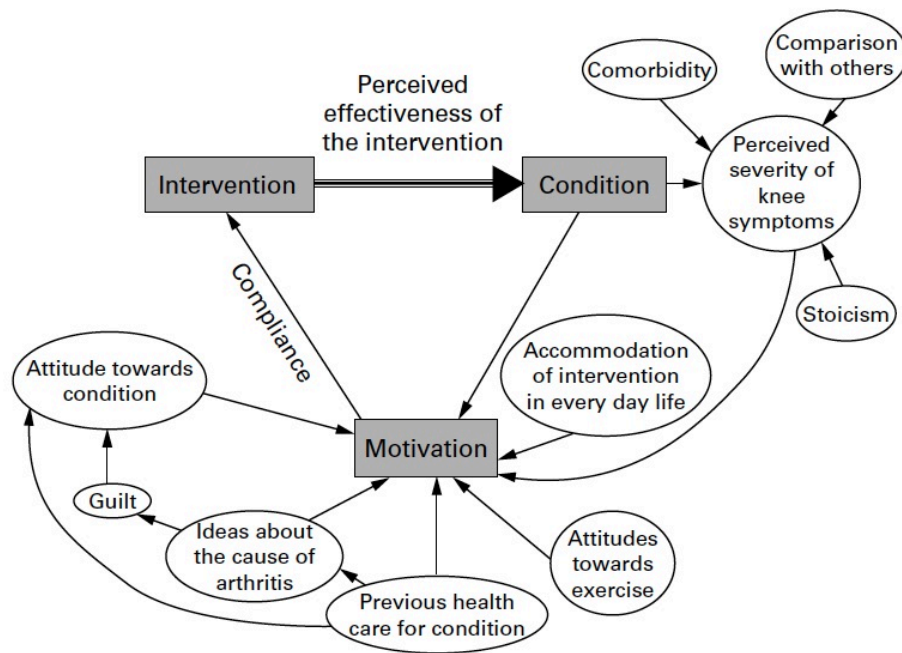 Comparison
with others
Comorbidity
Perceived
effectiveness of
the intervention
Perceived
severity of
knee
symptoms
Intervention
Condition
Compliance
Stoicism
Accommodation
of intervention
in every day life
Attitude towards
condition
Motivation
Guilt
Ideas about
the cause of
arthritis
Attitudes
towards
exercise
Previous health
care for condition